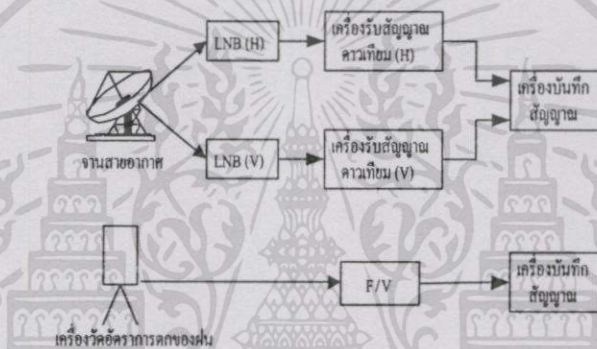 LNB (H)
เครื่องรับสัญญาณ
ดาวเทียม (H)
เครื่องบันทึก
สัญญาณ
จานสายอากาศ
LNB (V)
เครื่องรับสัญญาณ
ดาวเทียม (V)
F/V
เครื่องบันทึก
สัญญาณ
เครื่องวัดอัตราการตกของฝน